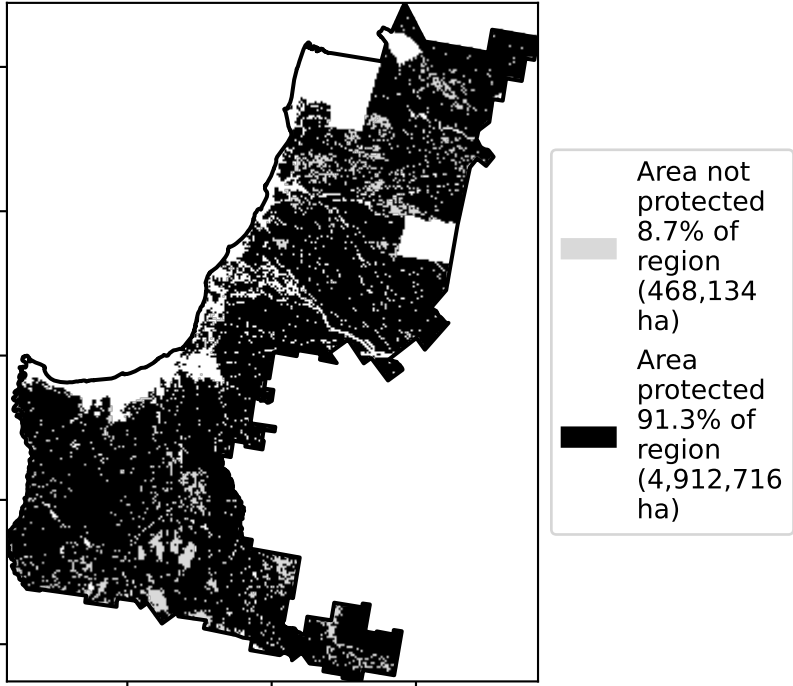 Area not
protected
8.7% of
region
(468,134
ha)
Area
protected
91.3% of
region
(4,912,716
ha)